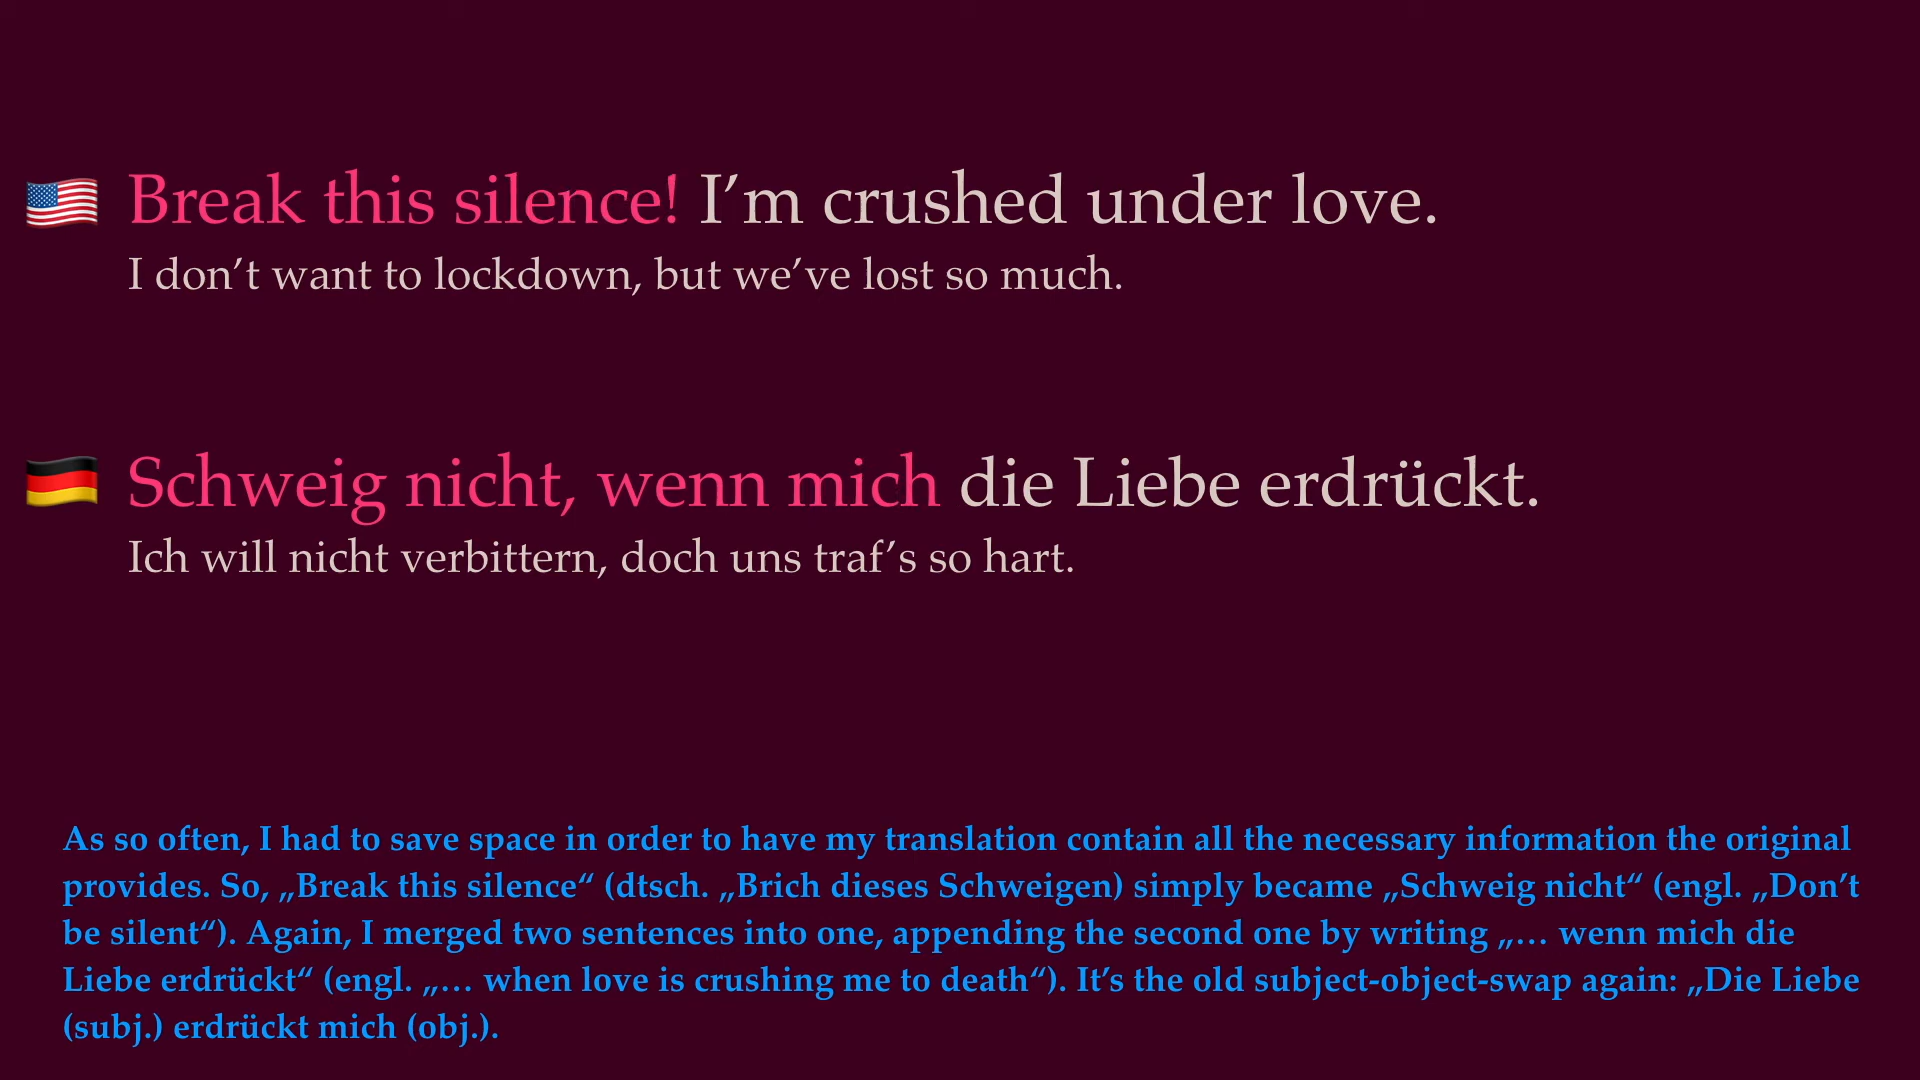 Break this silence! I’m crushed under love.
I don’t want to lockdown, but we’ve lost so much.
Schweig nicht, wenn mich die Liebe erdrückt.
Ich will nicht verbittern, doch uns traf’s so hart.
As so often, I had to save space in order to have my translation contain all the necessary information the original
provides. So, „Break this silence“ (dtsch. „Brich dieses Schweigen) simply became „Schweig nicht“ (engl. „Don’t
be silent“). Again, I merged two sentences into one, appending the second one by writing „… wenn mich die
Liebe erdrückt“ (engl. „… when love is crushing me to death“). It’s the old subject-object-swap again: „Die Liebe
(subj.) erdrückt mich (obj.).